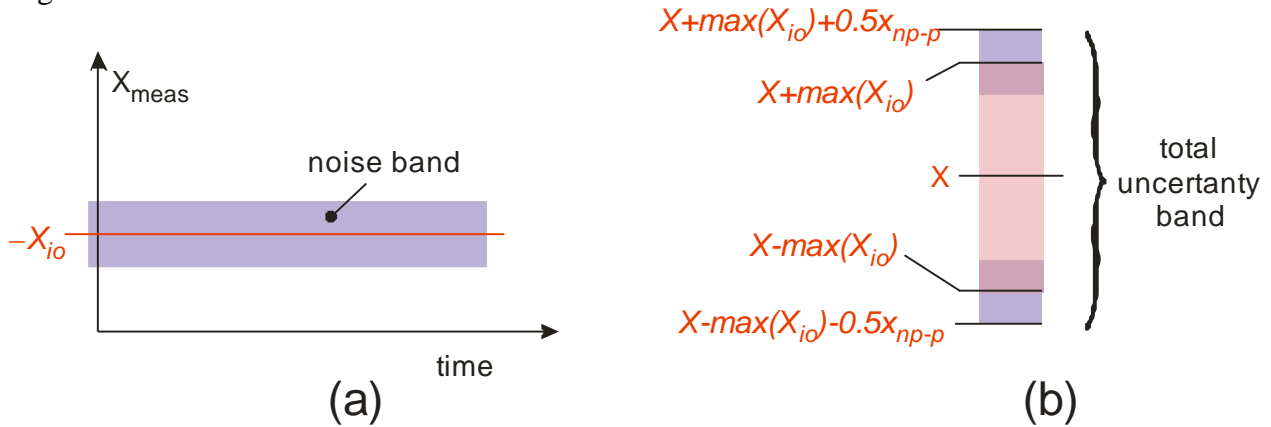 X_meas
noise band
–X_io
time
(a)
X+max(X_io)+0.5x_np-p
X+max(X_io)
X
X-max(X_io)
X-max(X_io)-0.5x_np-p
total
uncertanty
band
(b)